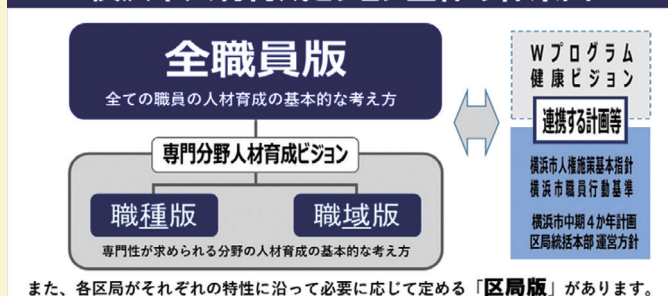 全職員版
全ての職員の人材育成の基本的な考え方
専門分野人材育成ビジョン
職種版
職域版
専門性が求められる分野の人材育成の基本的な考え方
Wプログラム
健康ビジョン
連携する計画等
横浜市人権施策基本指針
横浜市職員行動基準
横浜市中期4か年計画
区局統括本部 運営方針
また、各区局がそれぞれの特性に沿って必要に応じて定める「区局版」があります。